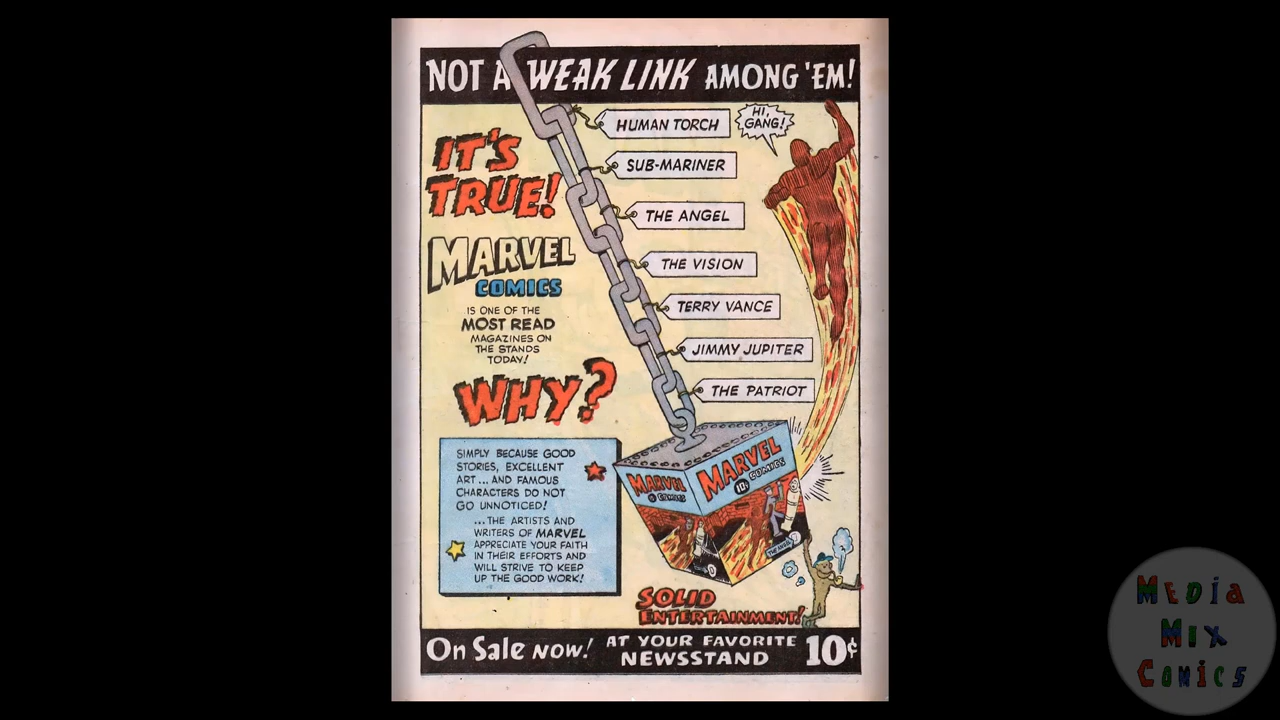 NOT A WEAK LINK AMONG 'EM!
HUMAN TORCH
HI, GANG!
SUB-MARINER
THE ANGEL
THE VISION
TERRY VANCE
JIMMY JUPITER
THE PATRIOT
IT'S
TRUE!
MARVEL
COMICS
IS ONE OF THE
MOST READ
MAGAZINES ON
THE STANDS
TODAY!
WHY?
SIMPLY BECAUSE GOOD
STORIES, EXCELLENT
ART... AND FAMOUS
CHARACTERS DO NOT
GO UNNOTICED!
...THE ARTISTS AND
WRITERS OF MARVEL
APPRECIATE YOUR FAITH
IN THEIR EFFORTS AND
WILL STRIVE TO KEEP
UP THE GOOD WORK!
MARVEL
COMICS
MARVEL
10¢ COMICS
SOLID
ENTERTAINMENT!
On Sale NOW! AT YOUR FAVORITE
NEWSSTAND 10¢
MEDiA
MiX
COMiCS